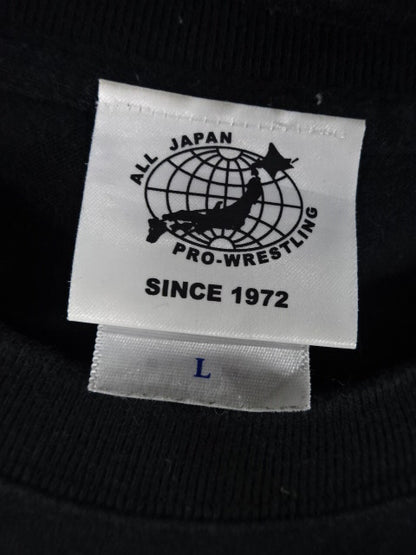 ALL JAPAN
PRO-WRESTLING
SINCE 1972
L